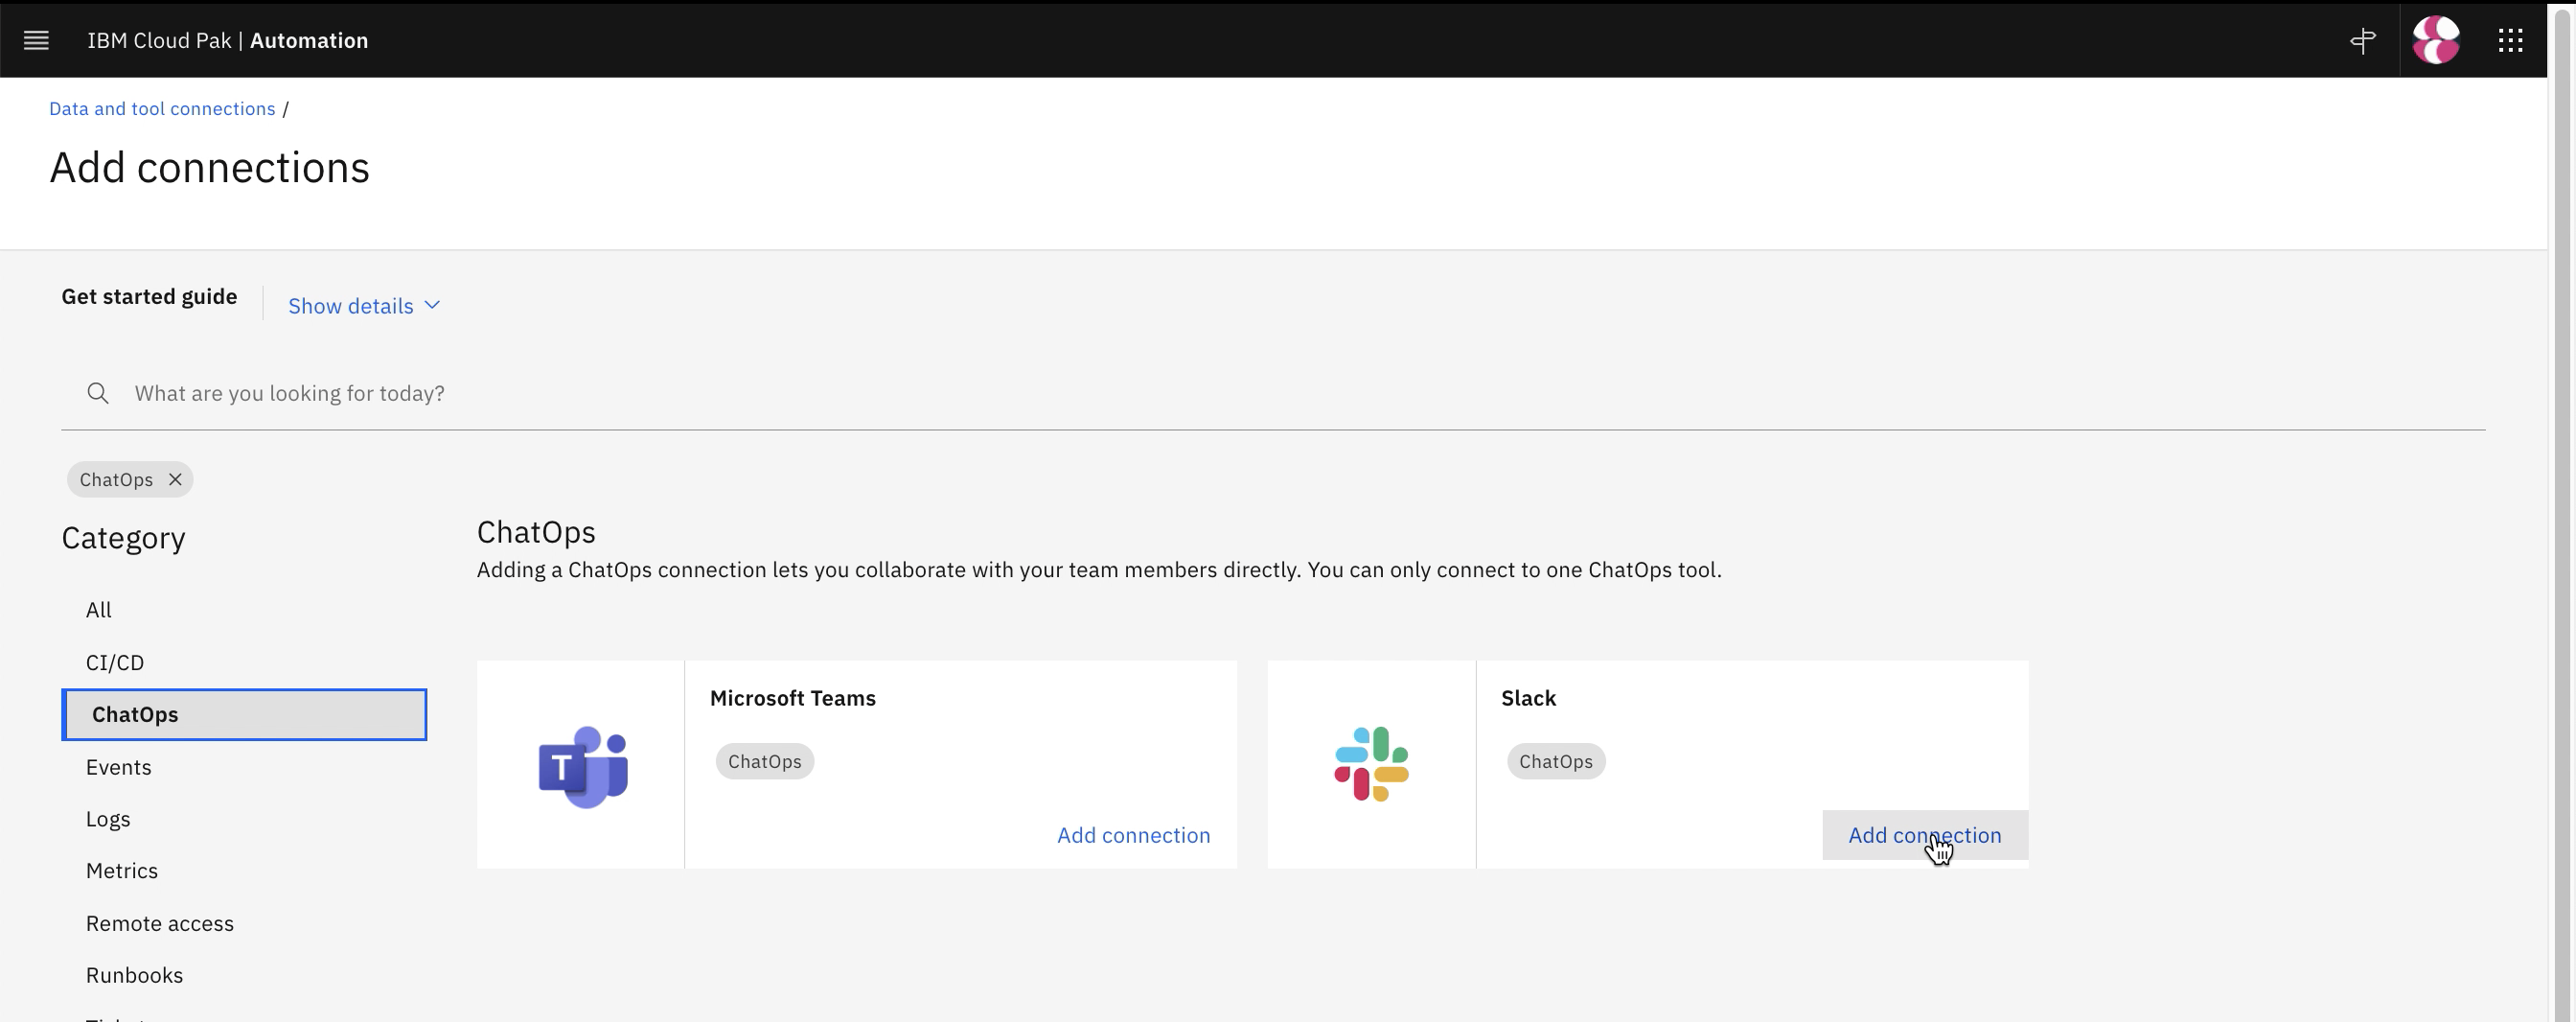 IBM Cloud Pak | Automation
Data and tool connections /
Add connections
Get started guide
Show details
What are you looking for today?
ChatOps
Category
All
CI/CD
ChatOps
Events
Logs
Metrics
Remote access
Runbooks
ChatOps
Adding a ChatOps connection lets you collaborate with your team members directly. You can only connect to one ChatOps tool.
T
Microsoft Teams
ChatOps
Add connection
Slack
ChatOps
Add connection